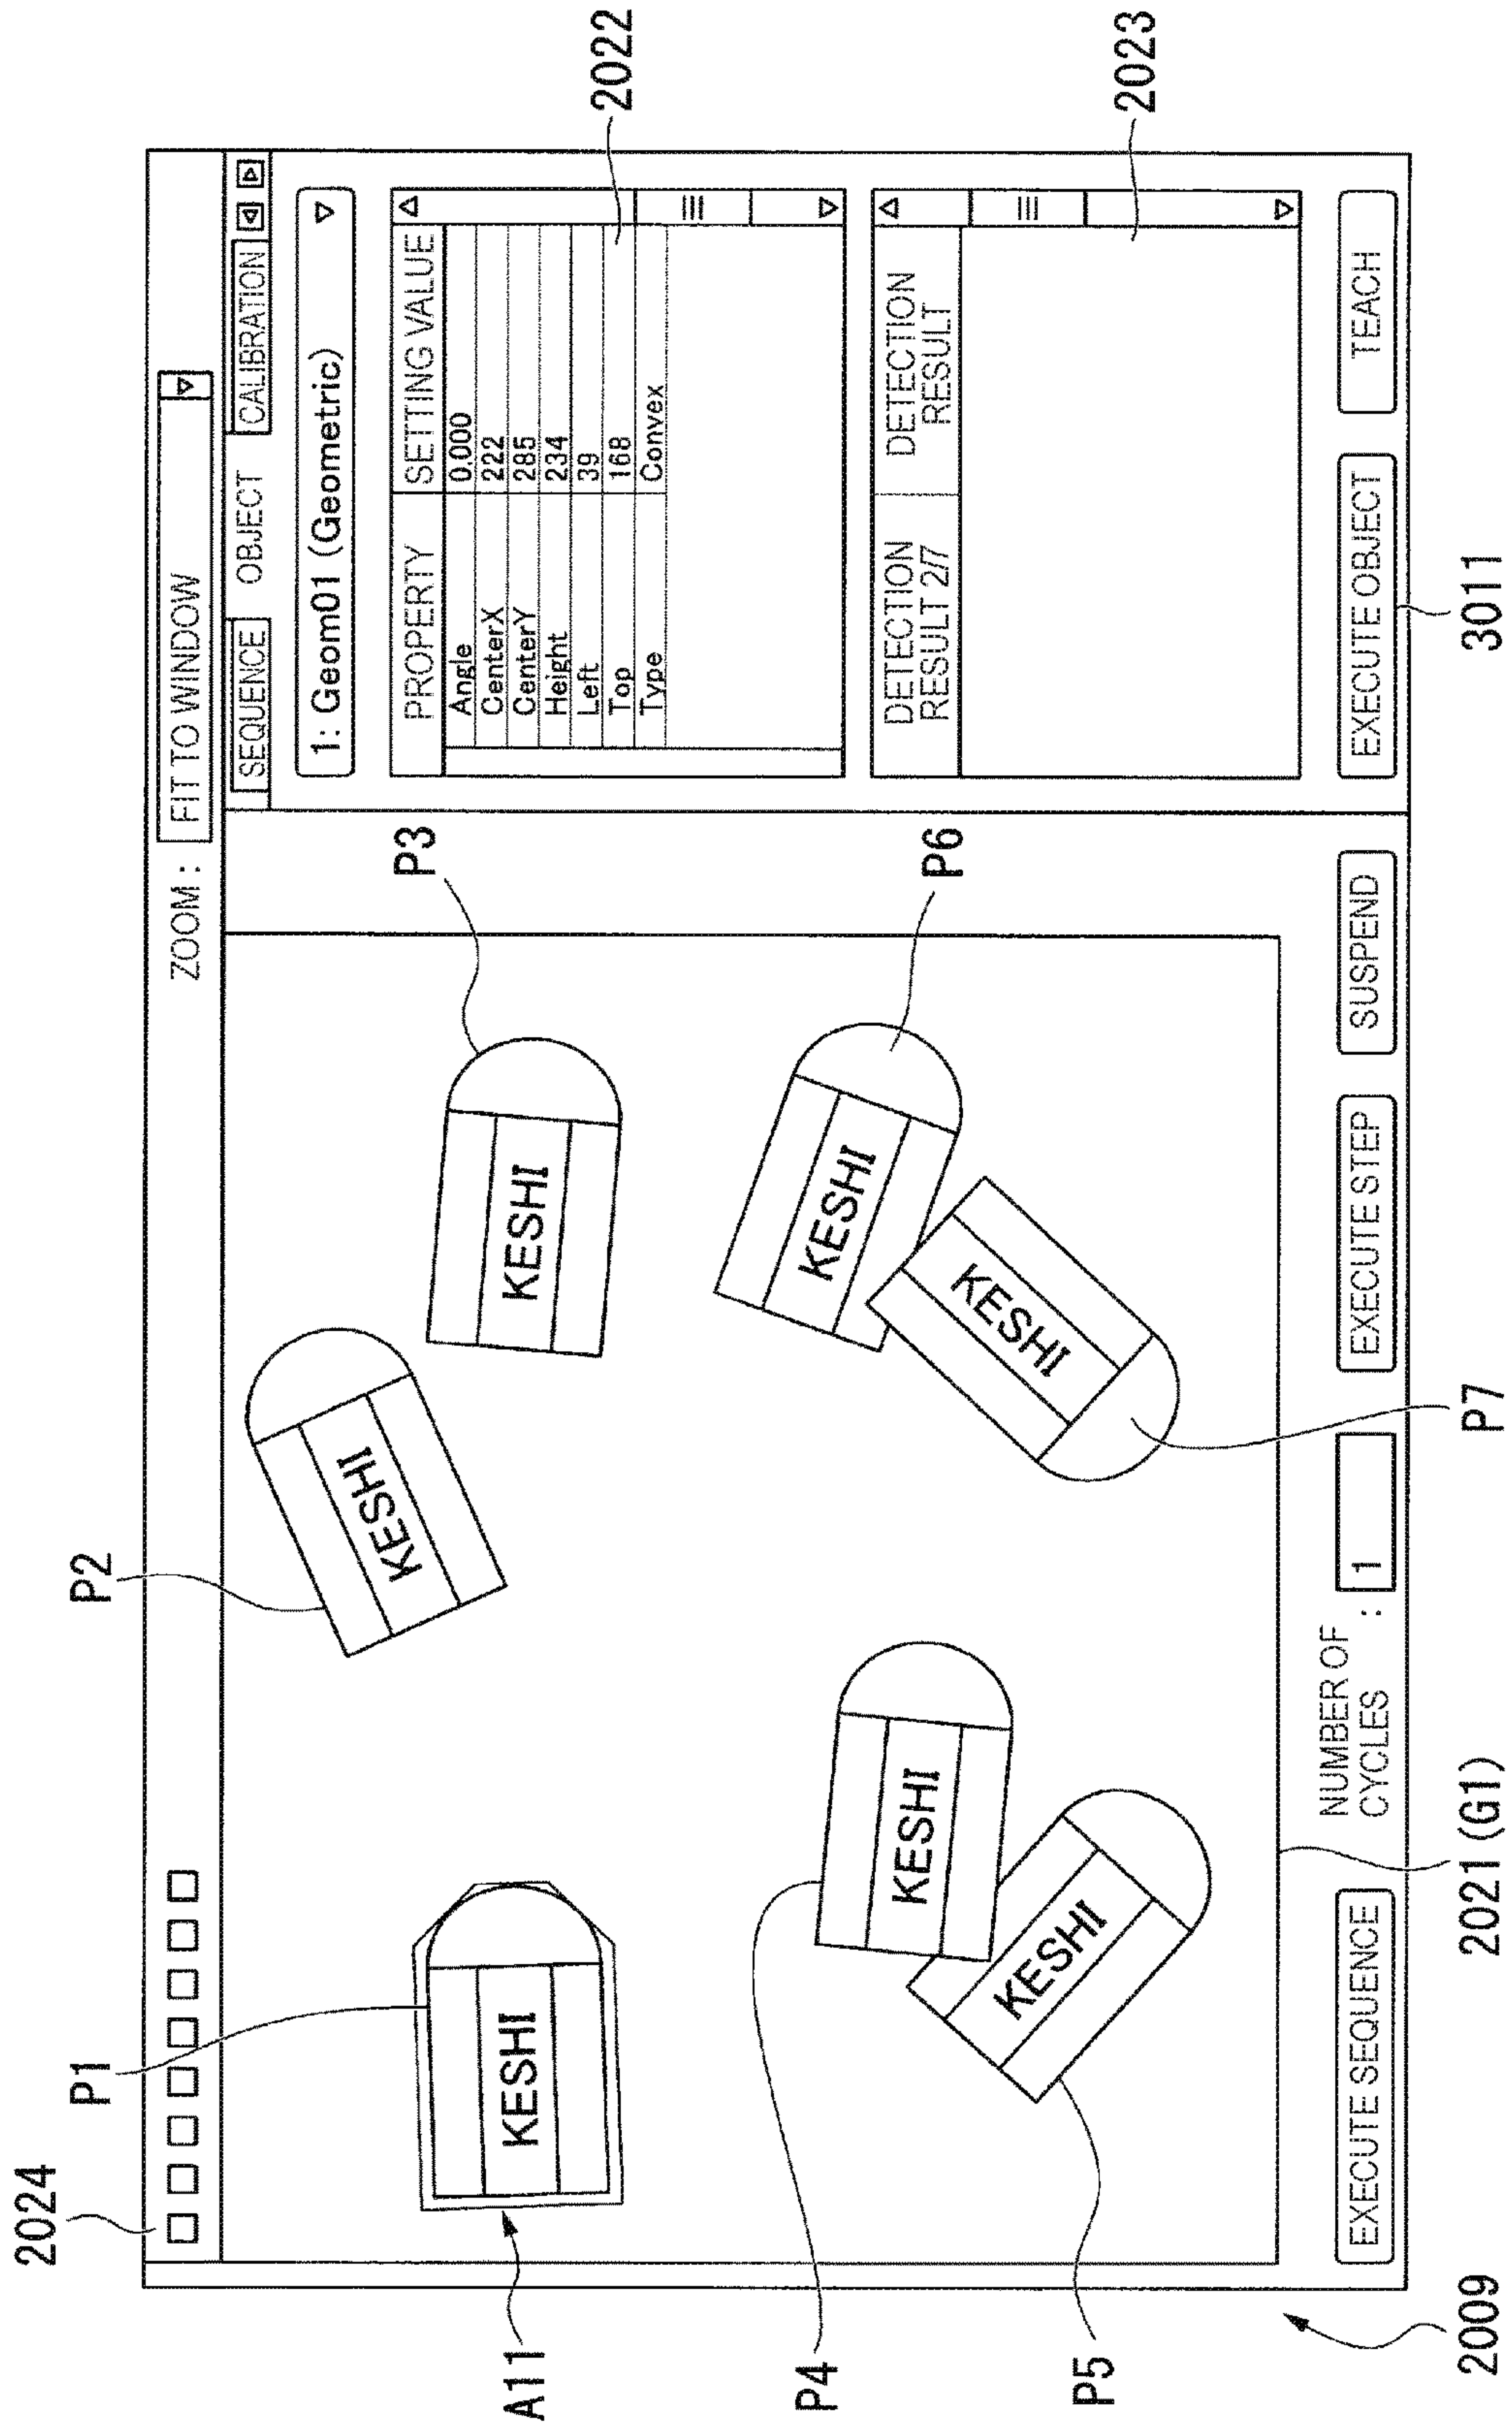 2024
P1
P2
ZOOM : FIT TO WINDOW ▽
SEQUENCE OBJECT CALIBRATION
1: Geom01 (Geometric) ▽
PROPERTY SETTING VALUE
Angle 0.000
CenterX 222
CenterY 285
Height 234
Left 39
Top 168
Type Convex
2022
DETECTION RESULT 2/7
DETECTION RESULT
2023
P3
P6
KESHI
KESHI
KESHI
KESHI
KESHI
KESHI
KESHI
A11
P4
P5
EXECUTE SEQUENCE
NUMBER OF CYCLES : 1
EXECUTE STEP
SUSPEND
EXECUTE OBJECT
TEACH
2009
2021 (G1)
P7
3011